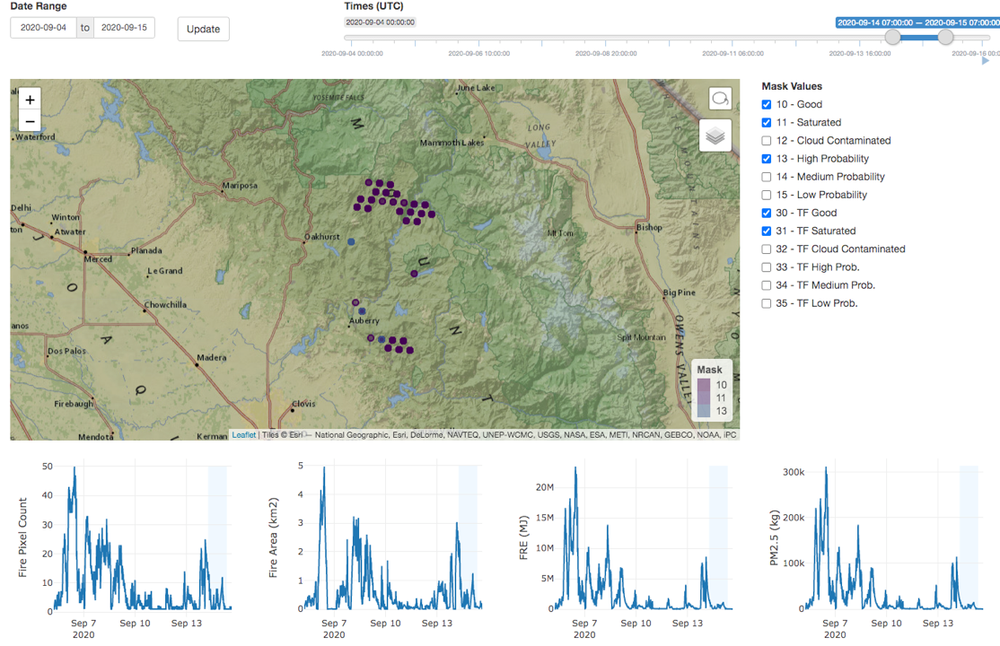 Date Range
2020-09-04 to 2020-09-15 Update
Times (UTC)
2020-09-04 00:00:00
2020-09-14 07:00:00 — 2020-09-15 07:00:00
2020-09-04 00:00:00 2020-09-06 10:00:00 2020-09-08 20:00:00 2020-09-11 06:00:00 2020-09-13 16:00:00 2020-09-16 00:0
+
−
YOSEMITE FALLS
June Lake
Waterford
M
LONG
VALLEY
Mammoth Lakes
Mariposa
Delhi
ton
Winton
Atwater
Planada
Merced
Le Grand
Oakhurst
Mt Tom
Bishop
J
O
U
N
T
A
Q
Chowchilla
Auberry
Big Pine
anos
Dos Palos
Madera
Split Mountain
OWENS VALLEY
Firebaugh
Clovis
Mendota
Kerman
Mask
10
11
13
Leaflet | Tiles © Esri — National Geographic, Esri, DeLorme, NAVTEQ, UNEP-WCMC, USGS, NASA, ESA, METI, NRCAN, GEBCO, NOAA, iPC
Mask Values
10 - Good
11 - Saturated
12 - Cloud Contaminated
13 - High Probability
14 - Medium Probability
15 - Low Probability
30 - TF Good
31 - TF Saturated
32 - TF Cloud Contaminated
33 - TF High Prob.
34 - TF Medium Prob.
35 - TF Low Prob.
Fire Pixel Count
50
40
30
20
10
0
Sep 7 Sep 10 Sep 13
2020
Fire Area (km2)
5
4
3
2
1
0
Sep 7 Sep 10 Sep 13
2020
FRE (MJ)
20M
15M
10M
5M
0
Sep 7 Sep 10 Sep 13
2020
PM2.5 (kg)
300k
200k
100k
0
Sep 7 Sep 10 Sep 13
2020